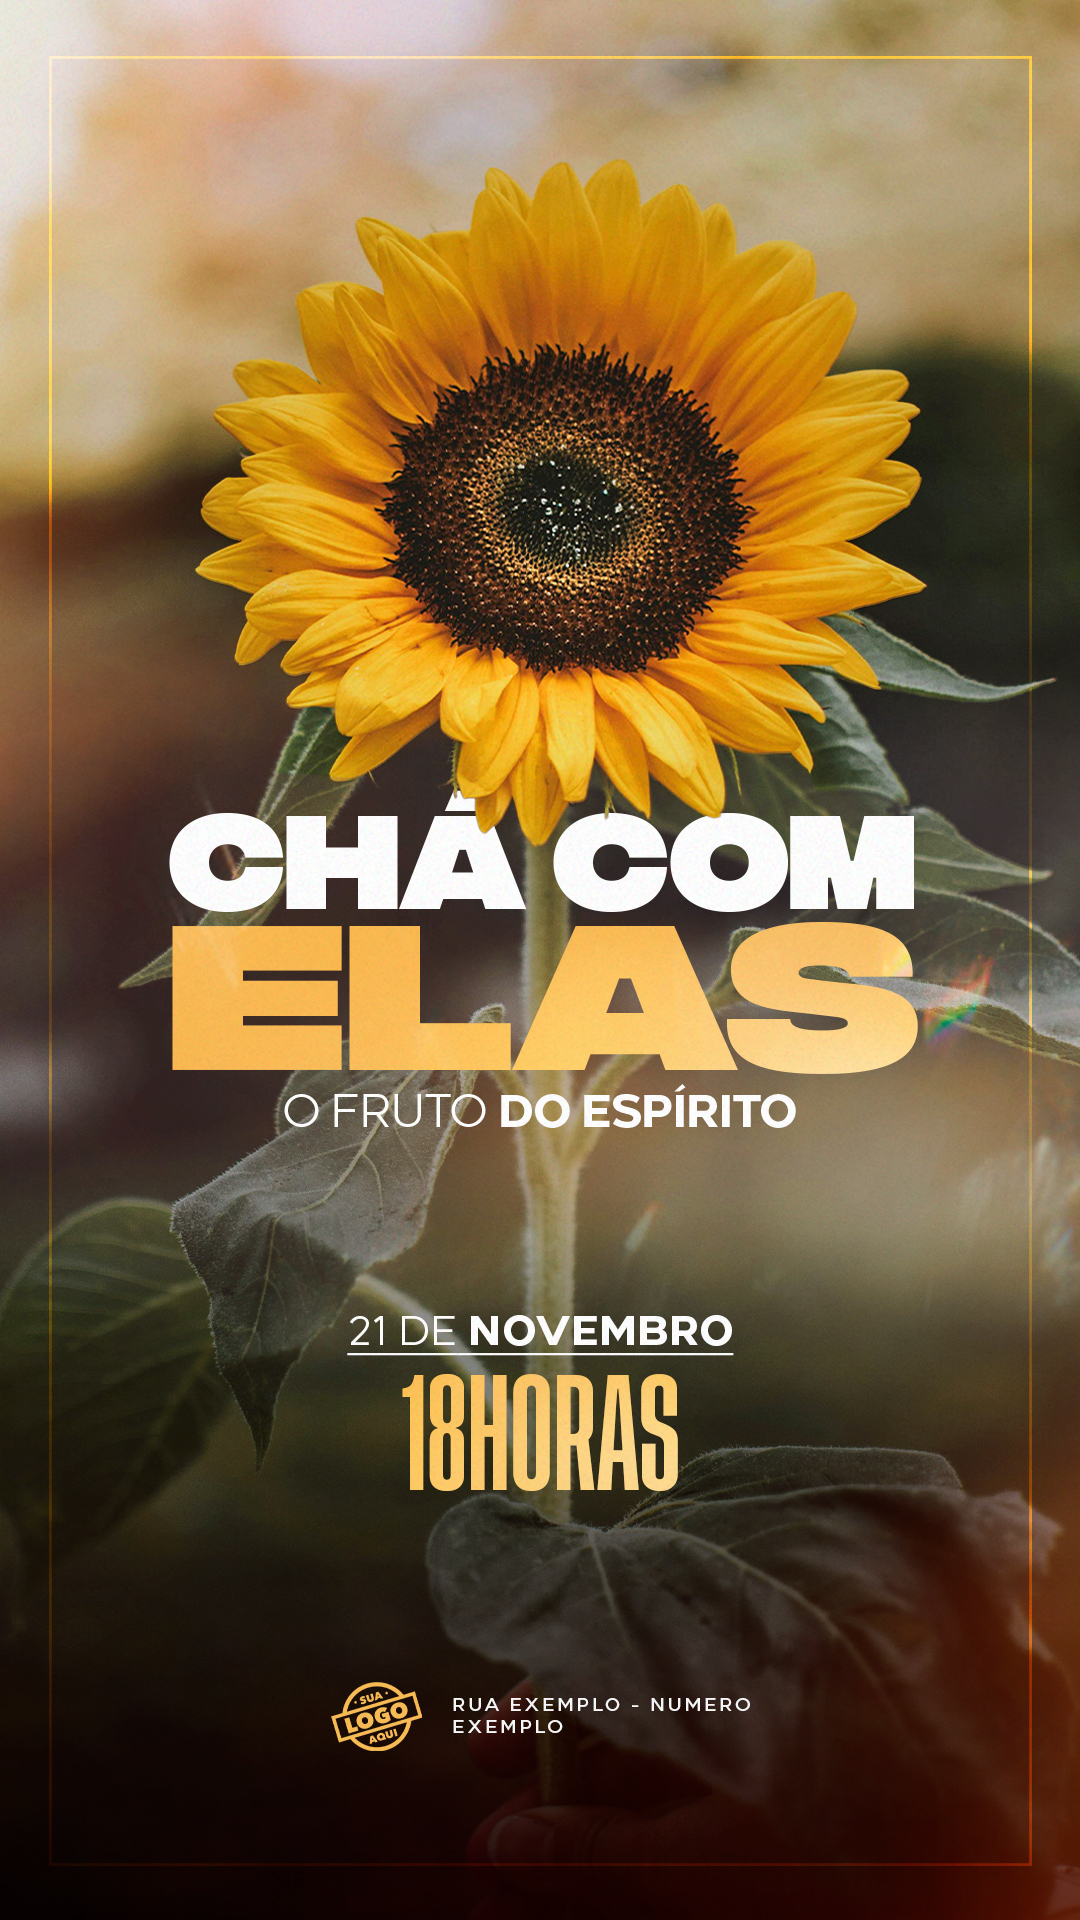 CHÁ COM
ELAS
O FRUTO DO ESPÍRITO
21 DE NOVEMBRO
18HORAS
SUA
LOGO
AQUI
RUA EXEMPLO - NUMERO
EXEMPLO